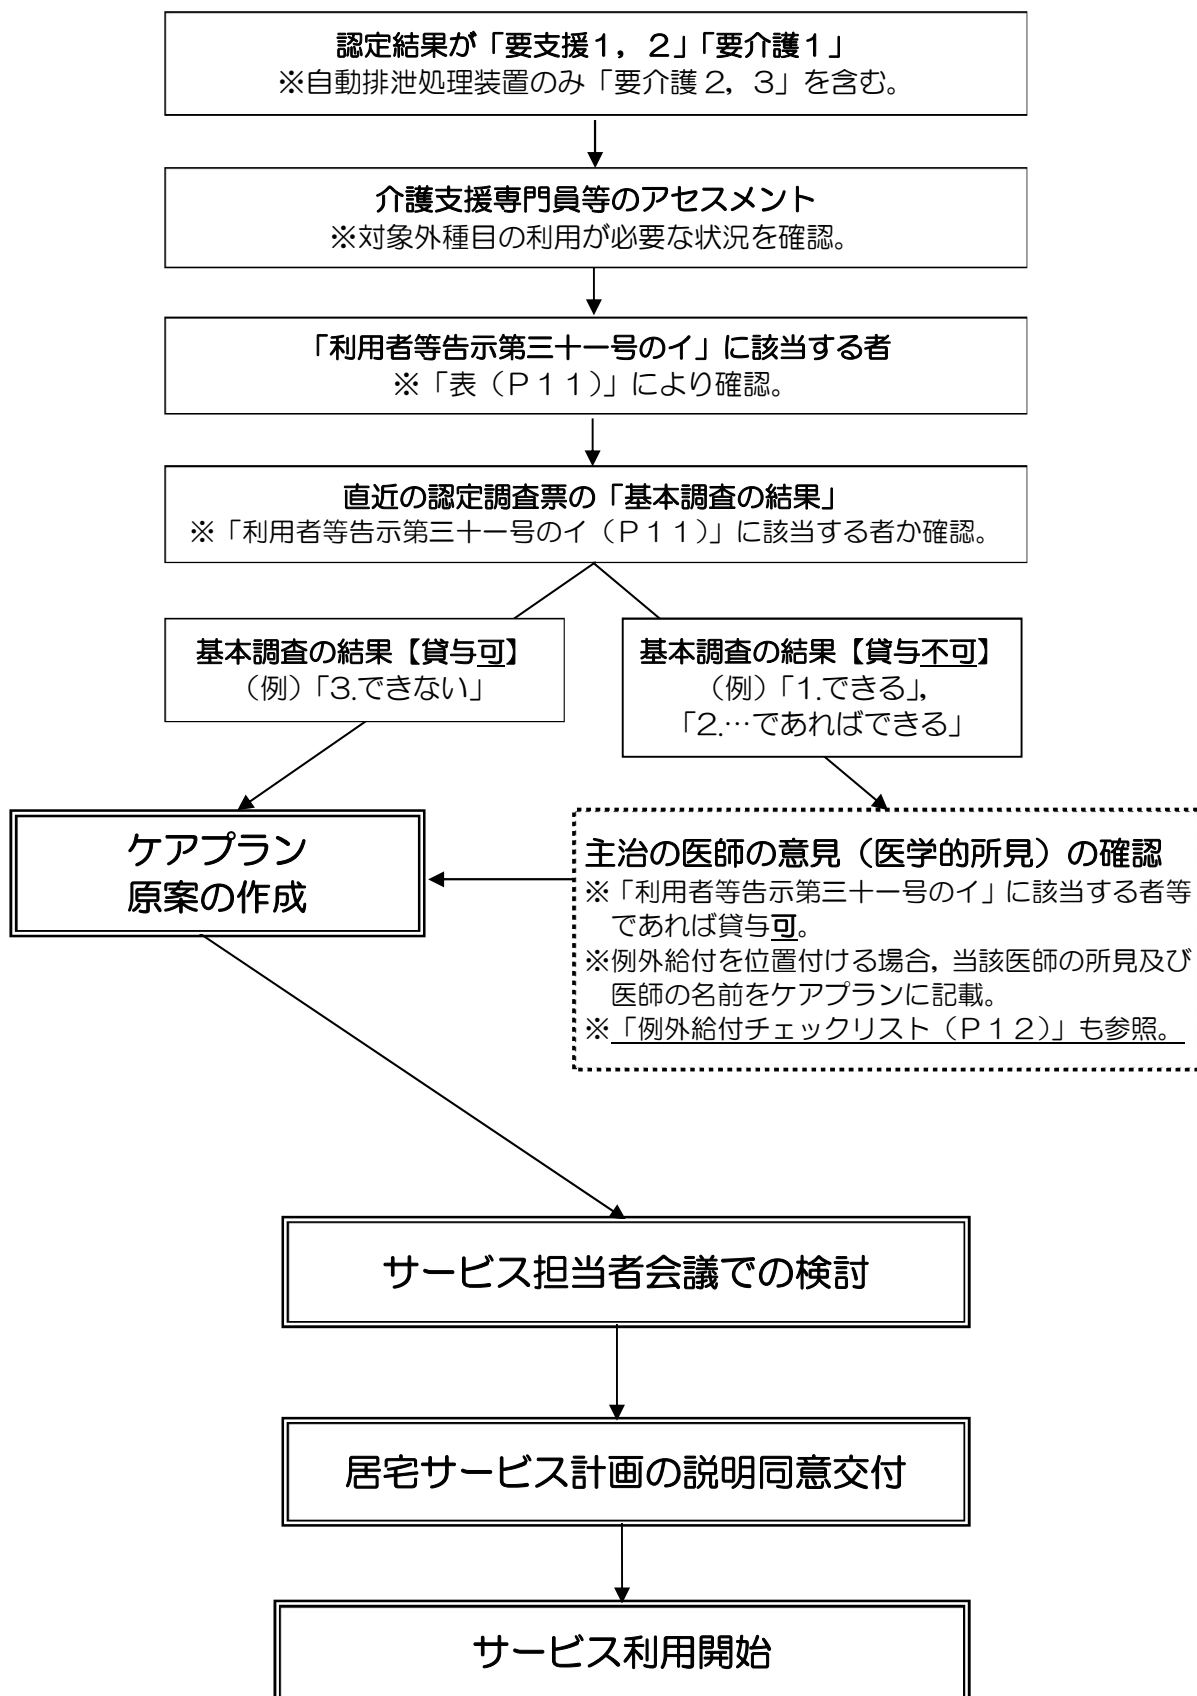 認定結果が「要支援1，2」「要介護1」
※自動排泄処理装置のみ「要介護2，3」を含む。
介護支援専門員等のアセスメント
※対象外種目の利用が必要な状況を確認。
「利用者等告示第三十一号のイ」に該当する者
※「表（P11）」により確認。
直近の認定調査票の「基本調査の結果」
※「利用者等告示第三十一号のイ（P11）」に該当する者か確認。
基本調査の結果【貸与可】
（例）「3.できない」
基本調査の結果【貸与不可】
（例）「1.できる」，
「2.…であればできる」
ケアプラン
原案の作成
主治の医師の意見（医学的所見）の確認
※「利用者等告示第三十一号のイ」に該当する者等
であれば貸与可。
※例外給付を位置付ける場合，当該医師の所見及び
医師の名前をケアプランに記載。
※「例外給付チェックリスト（P12）」も参照。
サービス担当者会議での検討
居宅サービス計画の説明同意交付
サービス利用開始